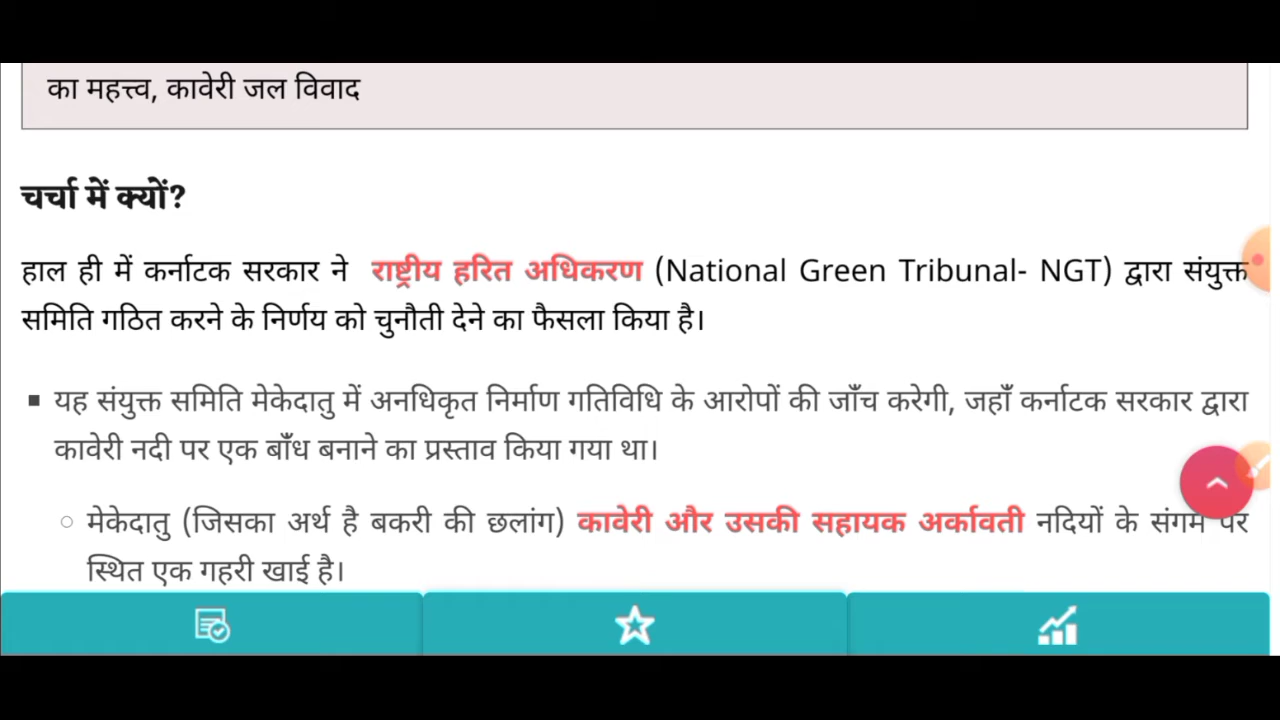 का महत्त्व, कावेरी जल विवाद
चर्चा में क्यों?
हाल ही में कर्नाटक सरकार ने राष्ट्रीय हरित अधिकरण (National Green Tribunal- NGT) द्वारा संयुक्त
समिति गठित करने के निर्णय को चुनौती देने का फैसला किया है।
यह संयुक्त समिति मेकेदातु में अनधिकृत निर्माण गतिविधि के आरोपों की जाँच करेगी, जहाँ कर्नाटक सरकार द्वारा
कावेरी नदी पर एक बाँध बनाने का प्रस्ताव किया गया था।
मेकेदातु (जिसका अर्थ है बकरी की छलांग) कावेरी और उसकी सहायक अर्कावती नदियों के संगम पर
स्थित एक गहरी खाई है।